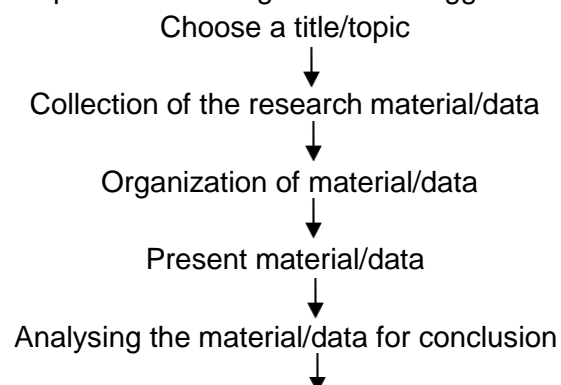 Choose a title/topic
Collection of the research material/data
Organization of material/data
Present material/data
Analysing the material/data for conclusion